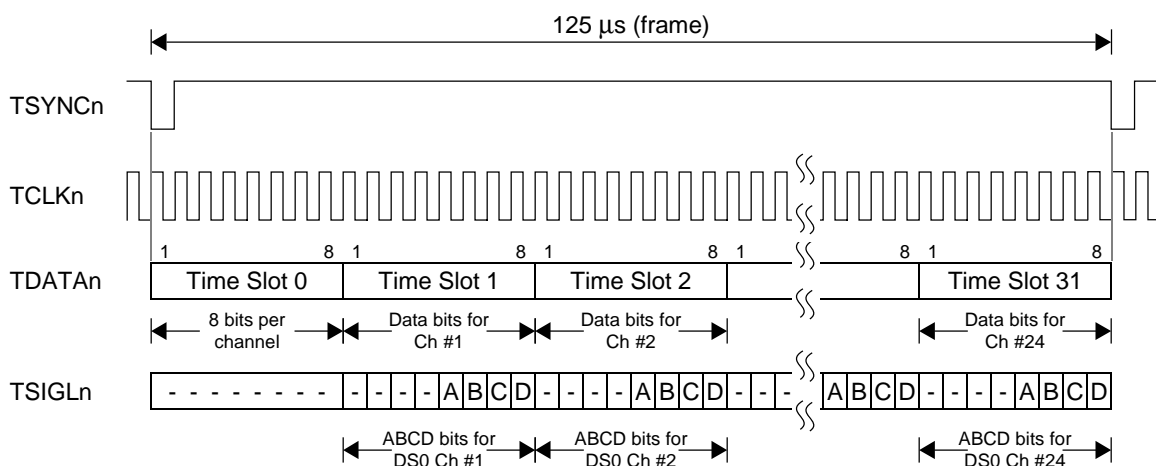 125 µs (frame)
TSYNCn
TCLKn
1 8 1 8 1 8 1 8 1 8
TDATAn Time Slot 0 Time Slot 1 Time Slot 2 Time Slot 31
8 bits per channel Data bits for Ch #1 Data bits for Ch #2 Data bits for Ch #24
TSIGLn - - - - - - - - - - - - A B C D - - - - A B C D - - - A B C D - - - - A B C D
ABCD bits for DS0 Ch #1 ABCD bits for DS0 Ch #2 ABCD bits for DS0 Ch #24